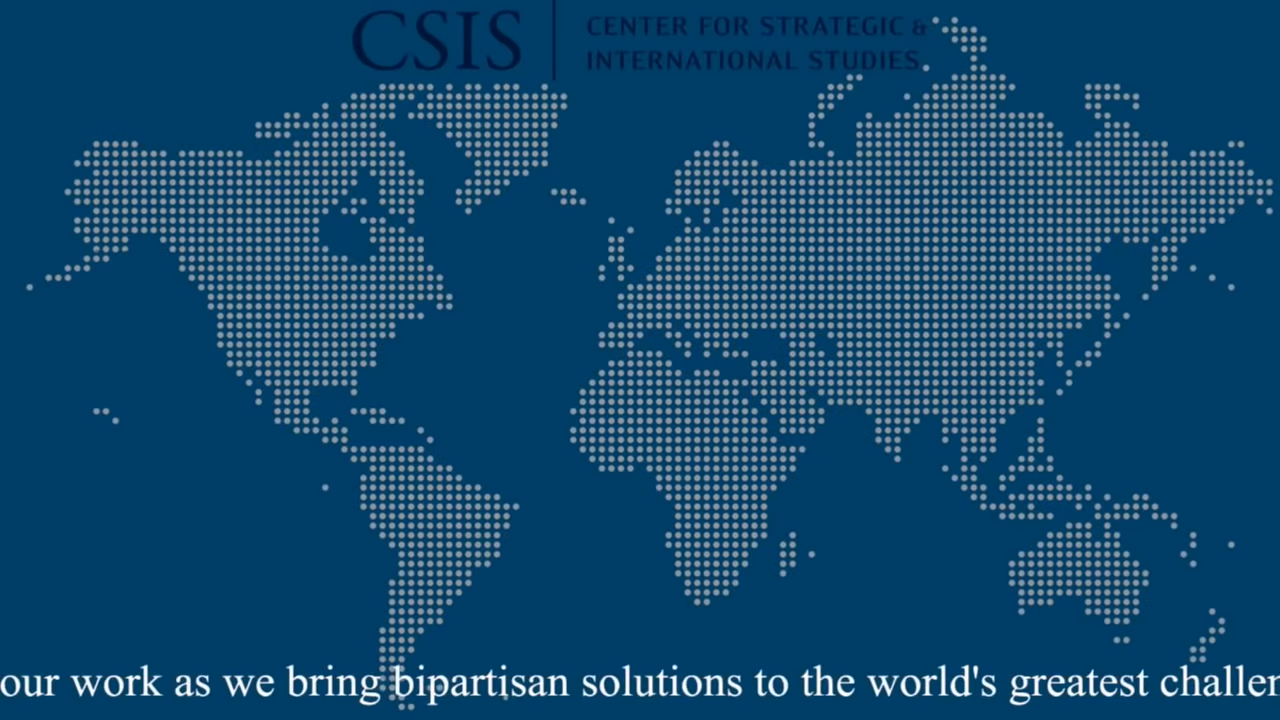 CSIS
CENTER FOR STRATEGIC &
INTERNATIONAL STUDIES
our work as we bring bipartisan solutions to the world's greatest challen